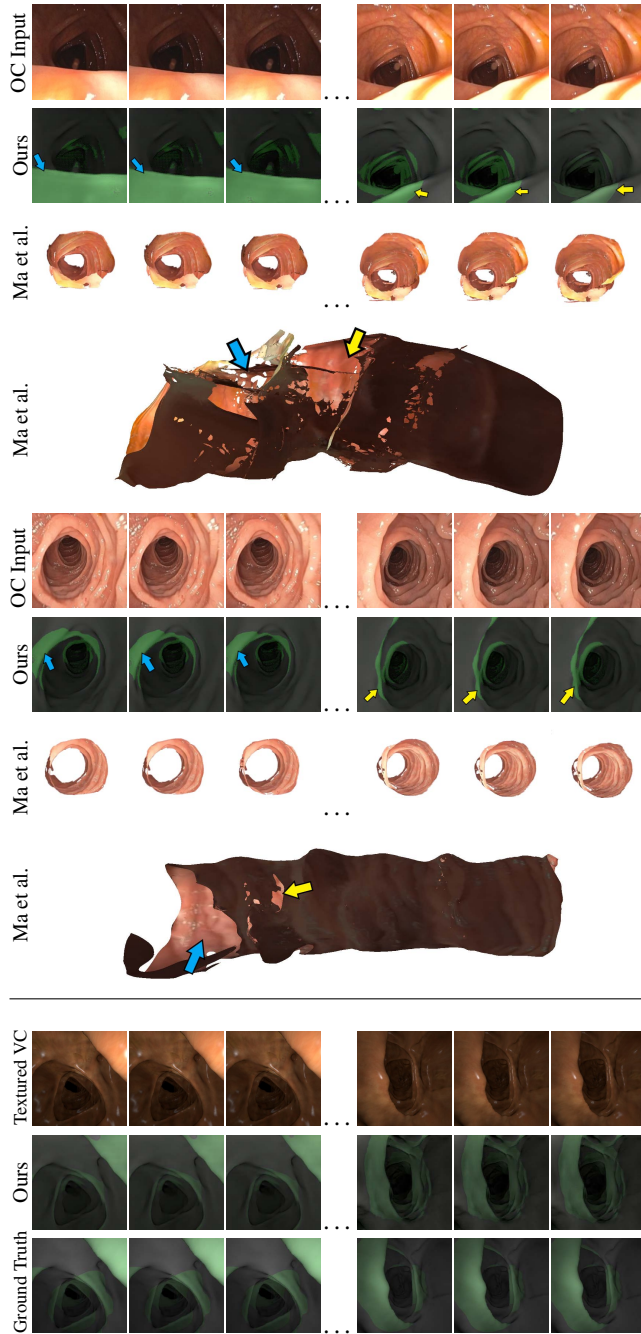 OC Input
. . .
Ours
. . .
Ma et al.
. . .
Ma et al.
OC Input
. . .
Ours
. . .
Ma et al.
. . .
Ma et al.
Textured VC
. . .
Ours
. . .
Ground Truth
. . .